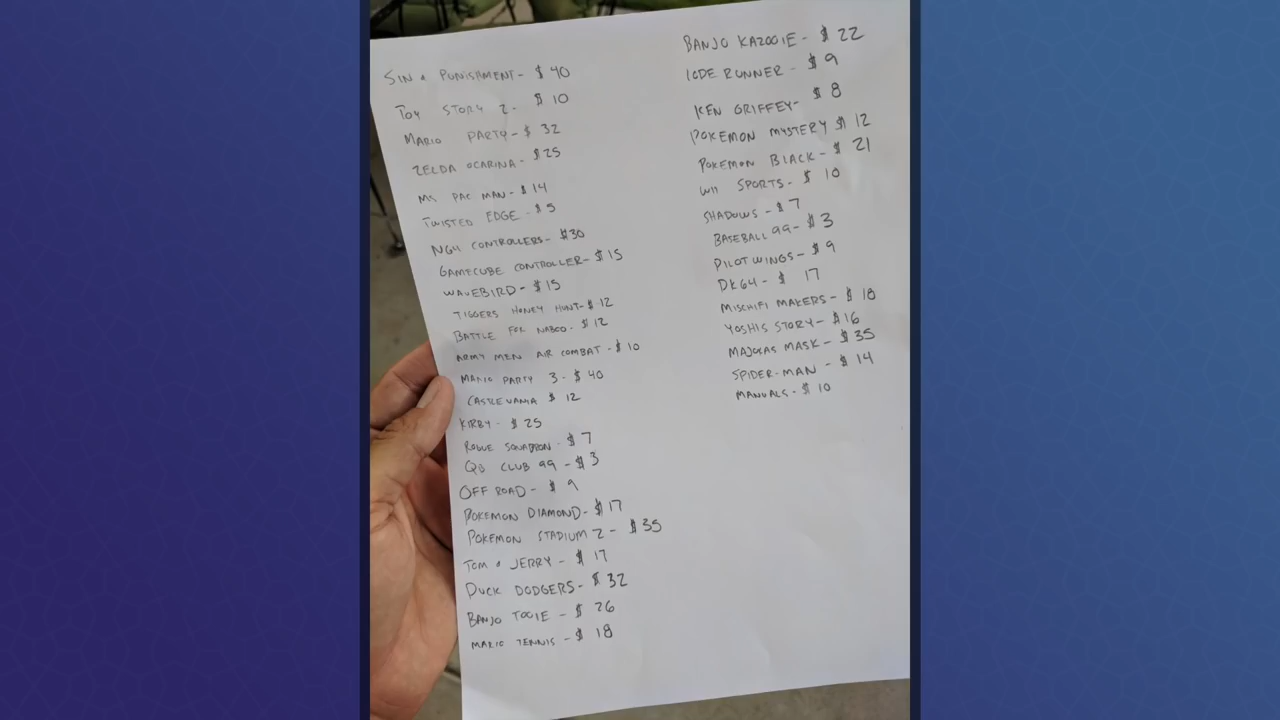 SIN & PUNISHMENT - $40
TOY STORY 2 - $10
MARIO PARTY - $32
ZELDA OCARINA - $25
MS PAC MAN - $14
TWISTED EDGE - $5
N64 CONTROLLERS - $30
GAMECUBE CONTROLLER - $15
WAVEBIRD - $15
TIGGERS HONEY HUNT - $12
BATTLE FOR NABOO - $12
ARMY MEN AIR COMBAT - $10
MARIO PARTY 3 - $40
CASTLEVANIA $12
KIRBY - $25
ROGUE SQUADRON - $7
QB CLUB 99 - $3
OFF ROAD - $9
POKEMON DIAMOND - $17
POKEMON STADIUM 2 - $35
TOM & JERRY - $17
DUCK DODGERS - $32
BANJO TOOIE - $26
MARIO TENNIS - $18
BANJO KAZOOIE - $22
LODE RUNNER - $9
KEN GRIFFEY - $8
POKEMON MYSTERY $12
POKEMON BLACK - $21
WII SPORTS - $10
SHADOWS - $7
BASEBALL 99 - $3
PILOT WINGS - $9
DK64 - $17
MISCHIFI MAKERS - $18
YOSHIS STORY - $16
MAJORAS MASK - $35
SPIDER-MAN - $14
MANUALS - $10